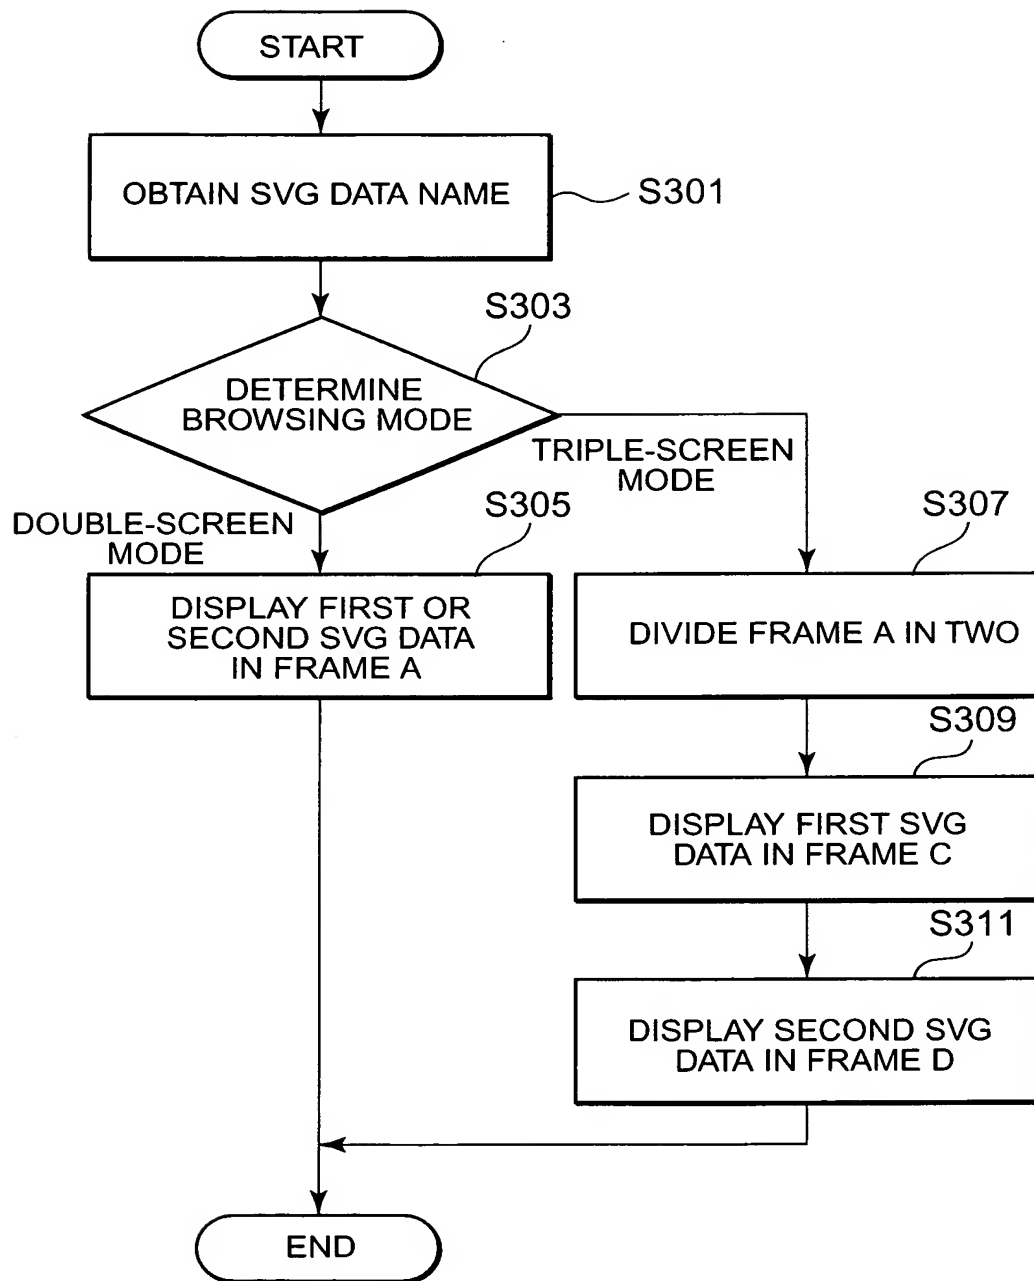 START
OBTAIN SVG DATA NAME
S301
S303
DETERMINE
BROWSING MODE
TRIPLE-SCREEN
MODE
DOUBLE-SCREEN
MODE
S305
S307
DISPLAY FIRST OR
SECOND SVG DATA
IN FRAME A
DIVIDE FRAME A IN TWO
S309
DISPLAY FIRST SVG
DATA IN FRAME C
S311
DISPLAY SECOND SVG
DATA IN FRAME D
END